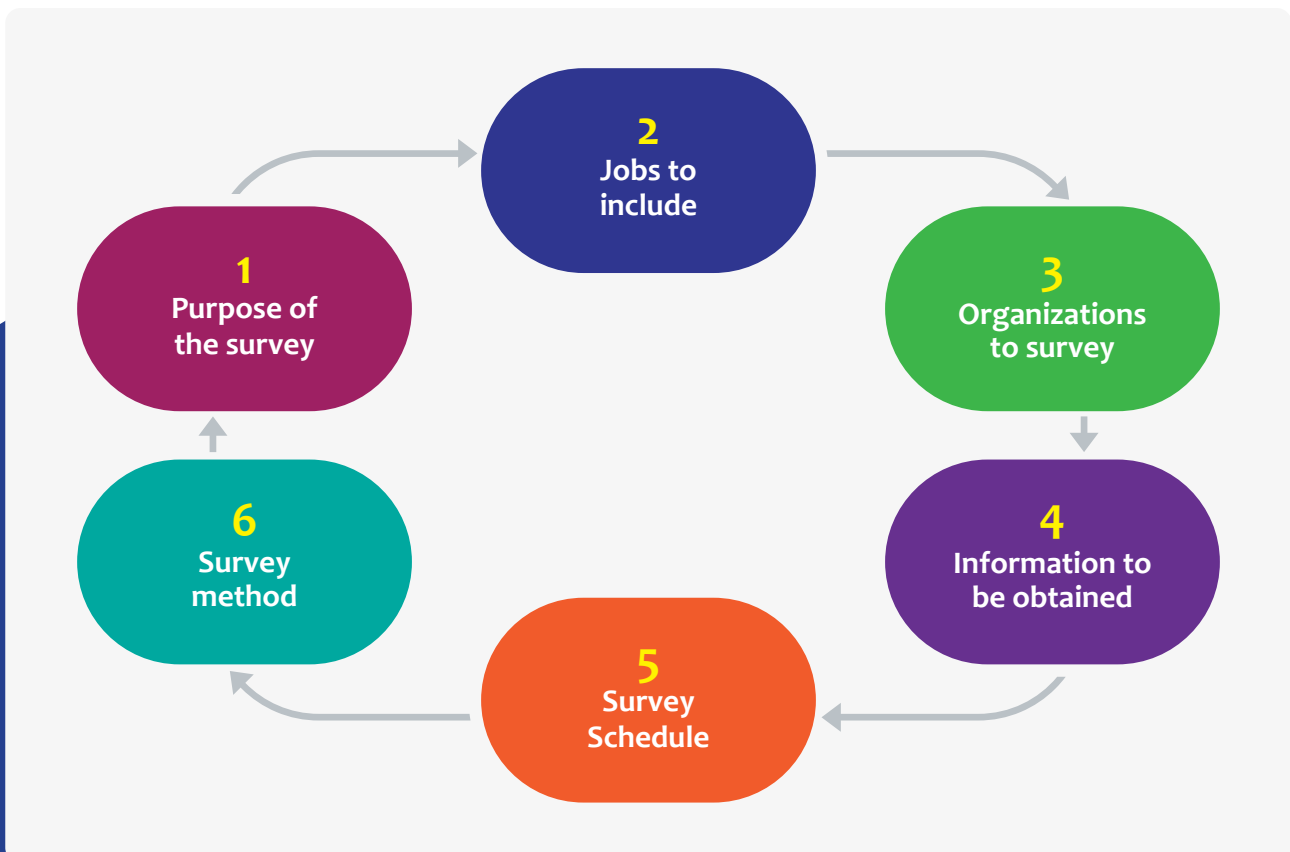 1
Purpose of
the survey
2
Jobs to
include
3
Organizations
to survey
4
Information to
be obtained
5
Survey
Schedule
6
Survey
method